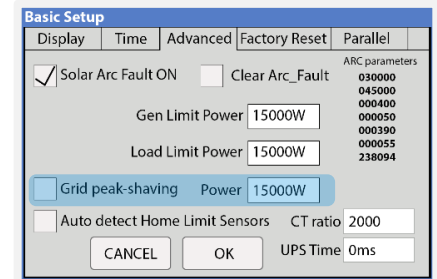 Basic Setup
Display Time Advanced Factory Reset Parallel
ARC parameters
Solar Arc Fault ON Clear Arc_Fault
030000
045000
000400
000050
000390
000055
238094
Gen Limit Power 15000W
Load Limit Power 15000W
Grid peak-shaving Power 15000W
Auto detect Home Limit Sensors CT ratio 2000
CANCEL OK UPS Time 0ms